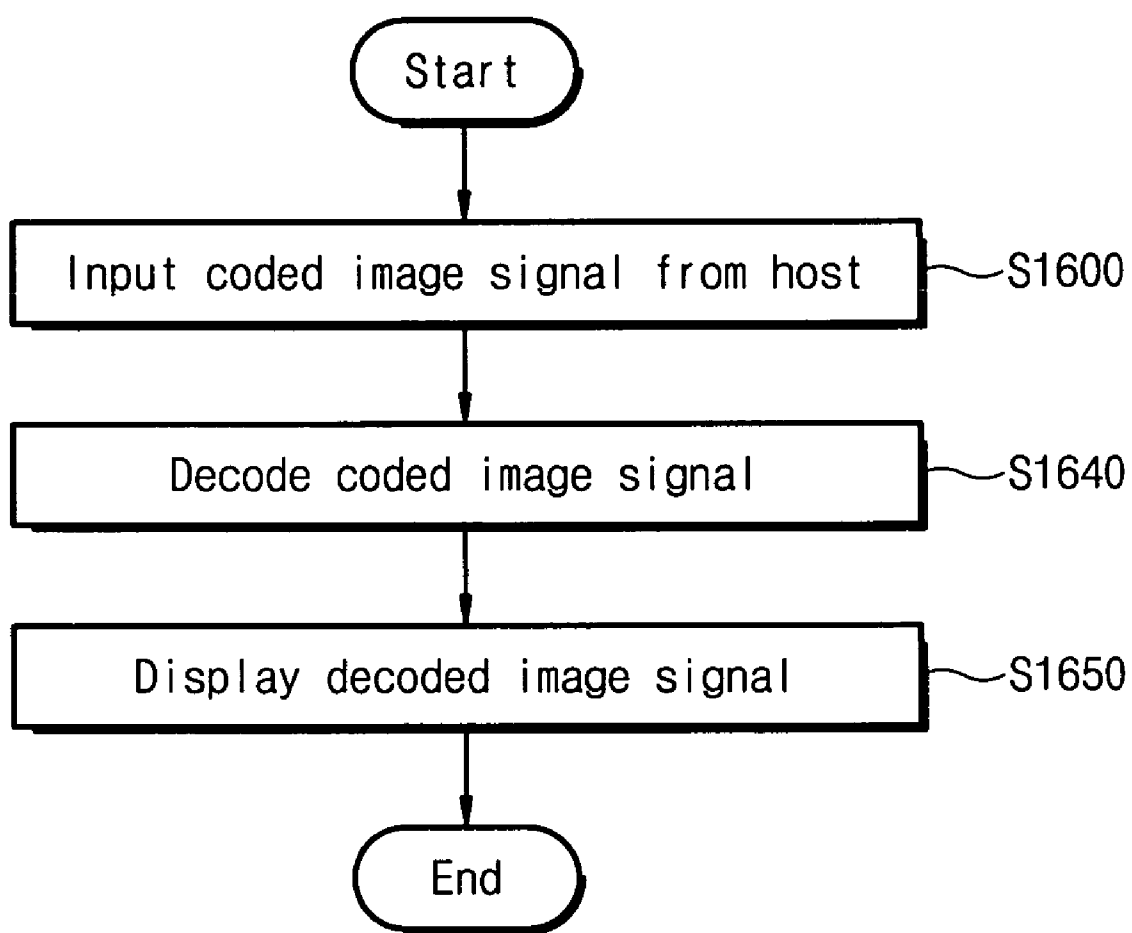 Start
Input coded image signal from host
S1600
Decode coded image signal
S1640
Display decoded image signal
S1650
End